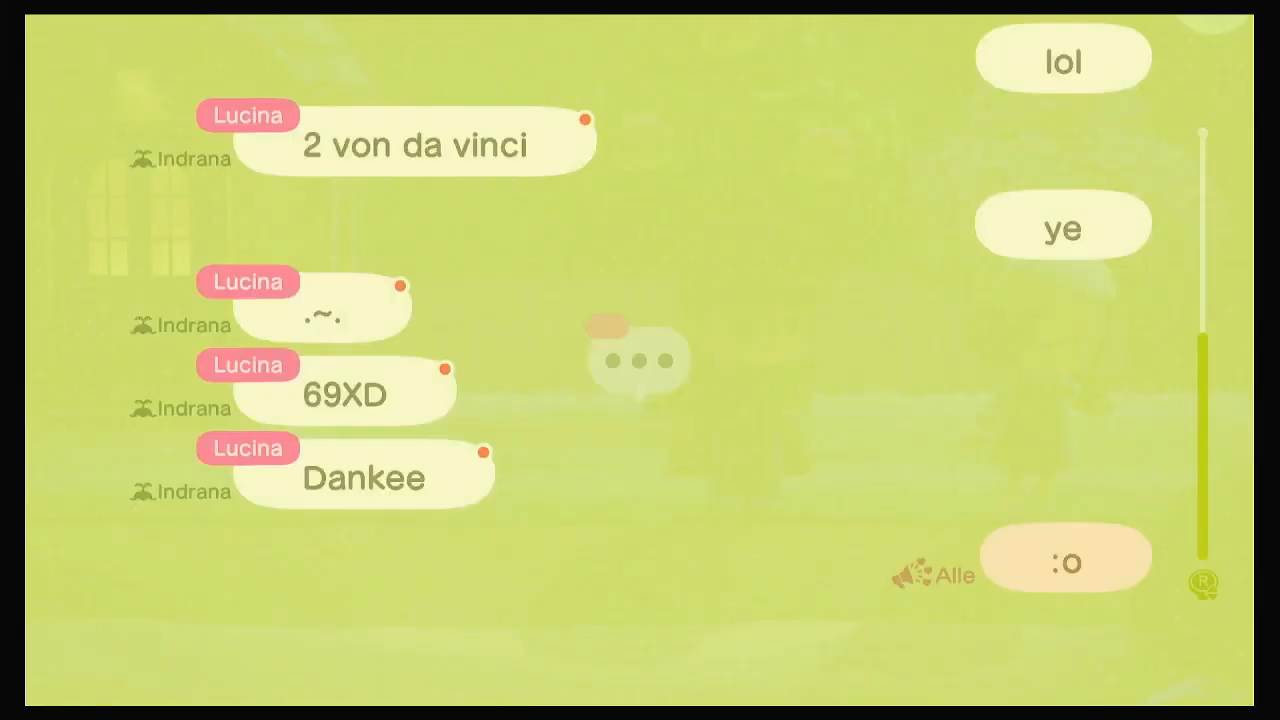 lol
Lucina
2 von da vinci
Indrana
ye
Lucina
.~.
Indrana
Lucina
69XD
Indrana
Lucina
Dankee
Indrana
:o
Alle
R